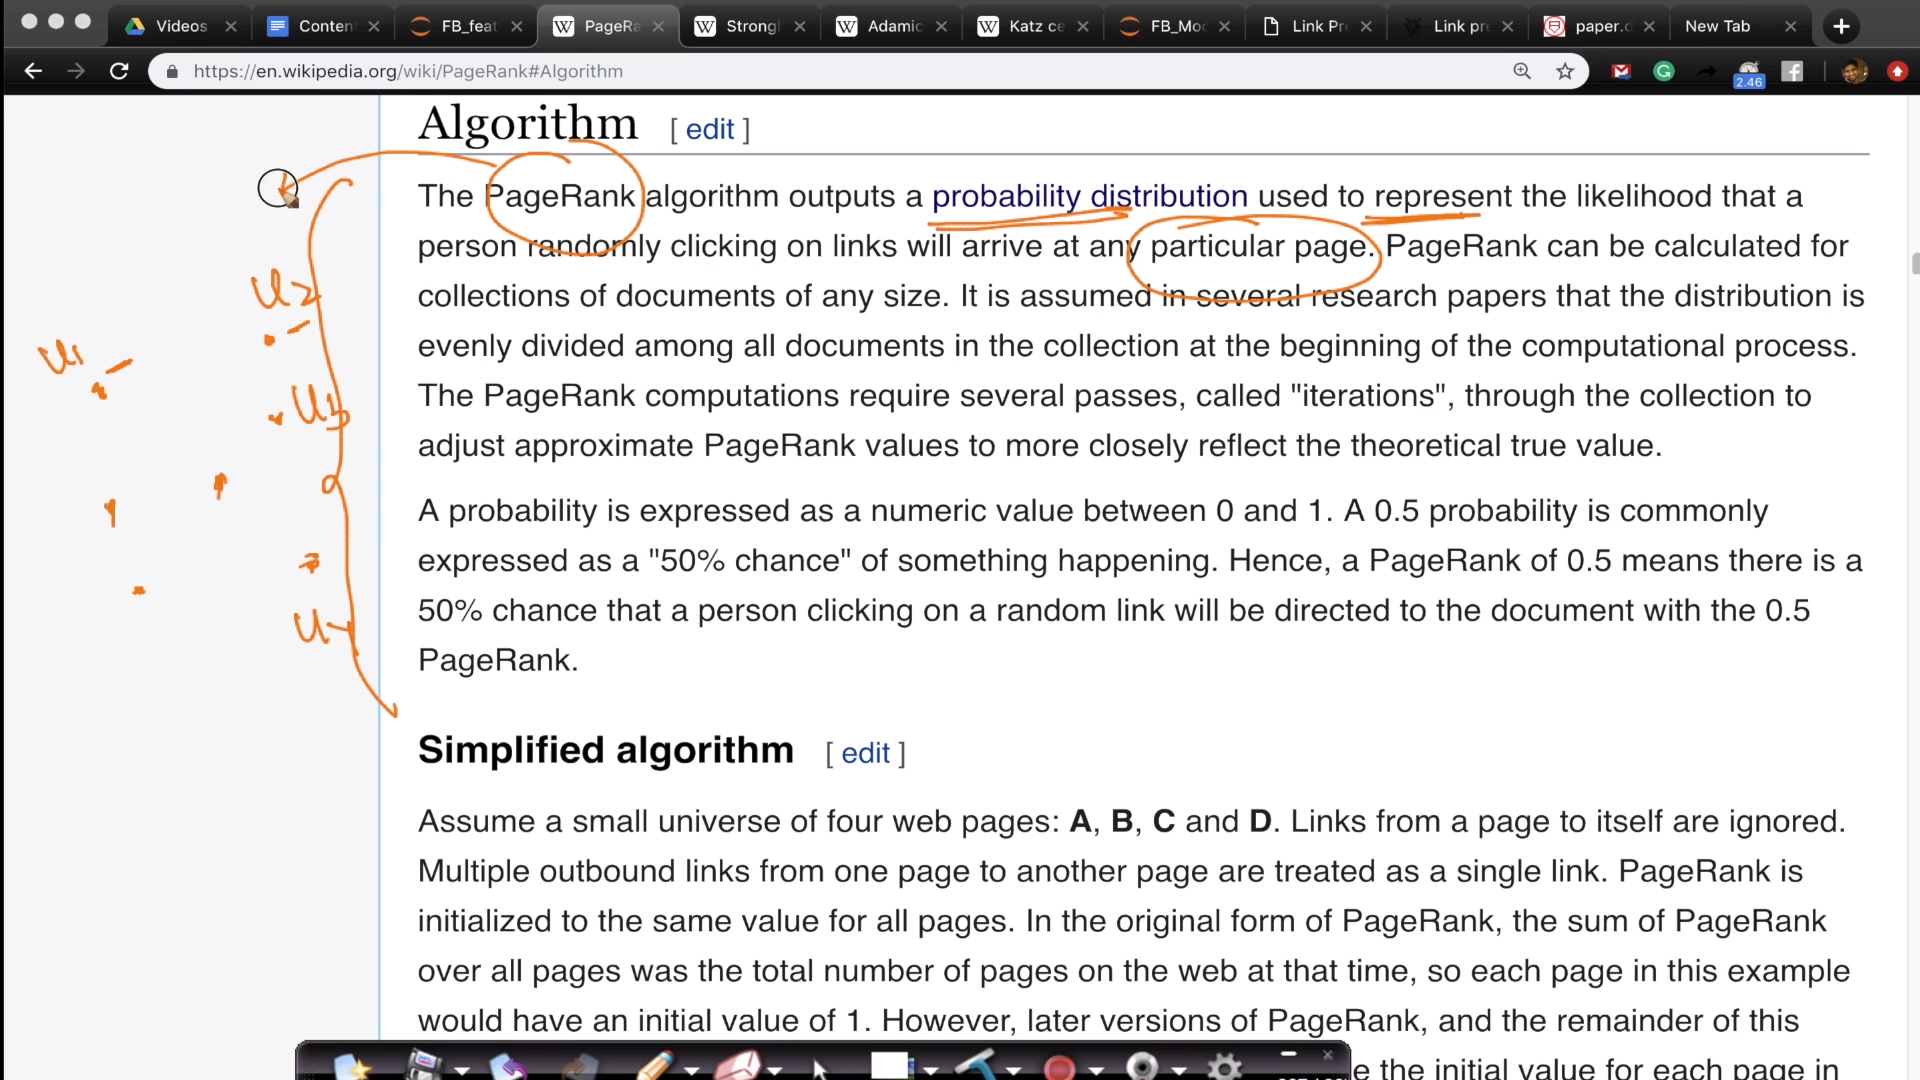 Videos Conten FB_feat PageRa Strongl Adamic Katz ce FB_Mod Link Pr Link pre paper.d New Tab
https://en.wikipedia.org/wiki/PageRank#Algorithm
2.46
Algorithm [ edit ]
The PageRank algorithm outputs a probability distribution used to represent the likelihood that a
person randomly clicking on links will arrive at any particular page. PageRank can be calculated for
collections of documents of any size. It is assumed in several research papers that the distribution is
evenly divided among all documents in the collection at the beginning of the computational process.
The PageRank computations require several passes, called "iterations", through the collection to
adjust approximate PageRank values to more closely reflect the theoretical true value.
U2
U1
U3
A probability is expressed as a numeric value between 0 and 1. A 0.5 probability is commonly
expressed as a "50% chance" of something happening. Hence, a PageRank of 0.5 means there is a
50% chance that a person clicking on a random link will be directed to the document with the 0.5
PageRank.
Simplified algorithm [ edit ]
Assume a small universe of four web pages: A, B, C and D. Links from a page to itself are ignored.
Multiple outbound links from one page to another page are treated as a single link. PageRank is
initialized to the same value for all pages. In the original form of PageRank, the sum of PageRank
over all pages was the total number of pages on the web at that time, so each page in this example
would have an initial value of 1. However, later versions of PageRank, and the remainder of this
e the initial value for each page in